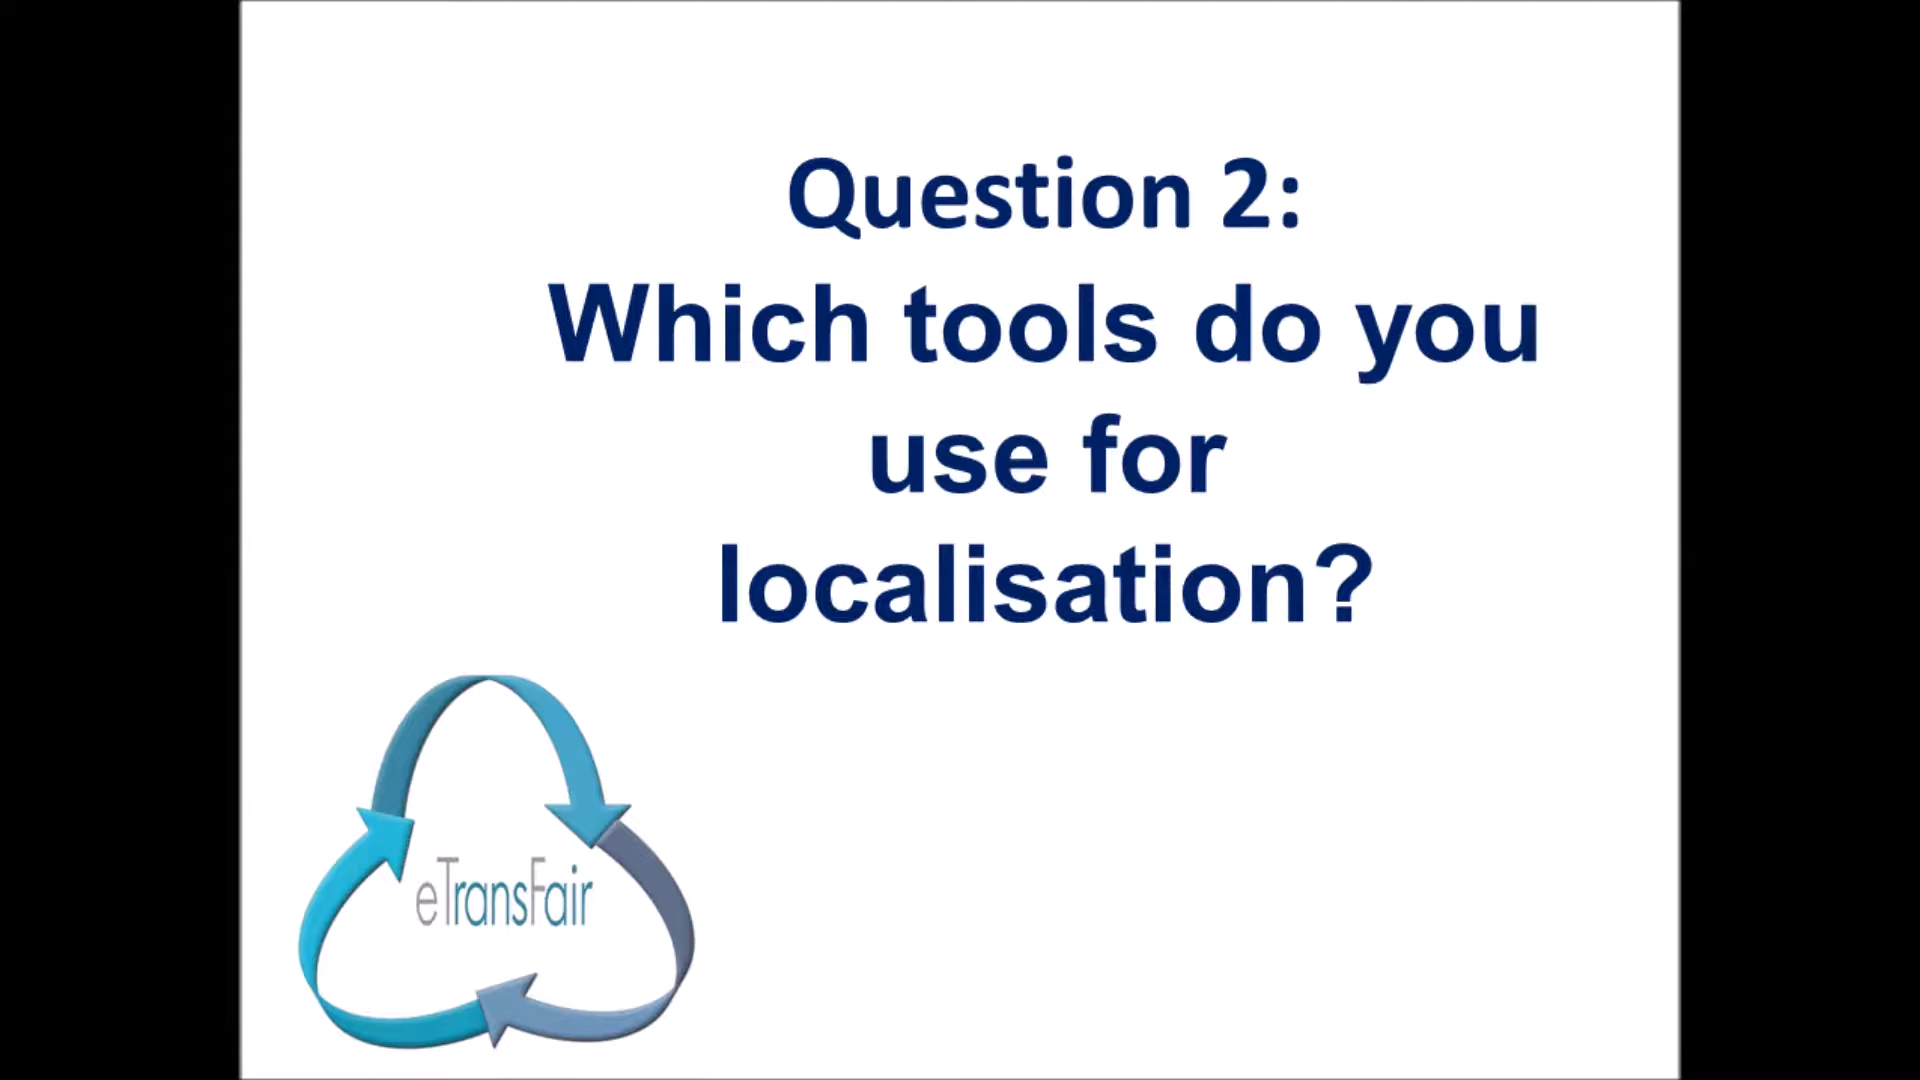 Question 2:
Which tools do you
use for
localisation?
eTransFair